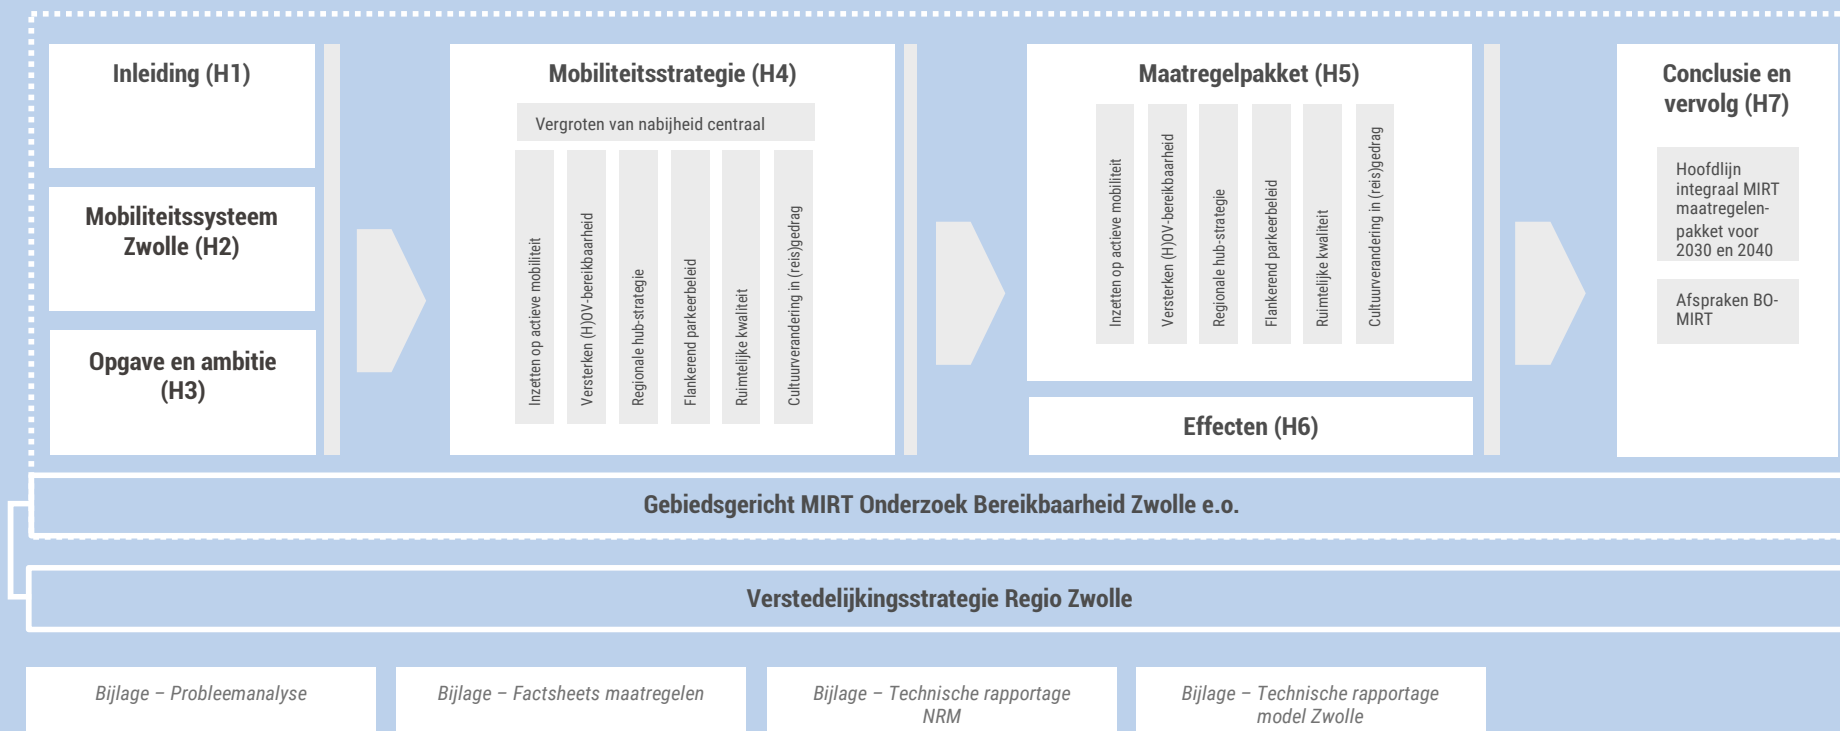 Inleiding (H1)
Mobiliteitssysteem
Zwolle (H2)
Opgave en ambitie
(H3)
Mobiliteitsstrategie (H4)
Vergroten van nabijheid centraal
Inzetten op actieve mobiliteit
Versterken (H)OV-bereikbaarheid
Regionale hub-strategie
Flankerend parkeerbeleid
Ruimtelijke kwaliteit
Cultuurverandering in (reis)gedrag
Maatregelpakket (H5)
Inzetten op actieve mobiliteit
Versterken (H)OV-bereikbaarheid
Regionale hub-strategie
Flankerend parkeerbeleid
Ruimtelijke kwaliteit
Cultuurverandering in (reis)gedrag
Effecten (H6)
Conclusie en
vervolg (H7)
Hoofdlijn
integraal MIRT
maatregelen-
pakket voor
2030 en 2040
Afspraken BO-
MIRT
Gebiedsgericht MIRT Onderzoek Bereikbaarheid Zwolle e.o.
Verstedelijkingsstrategie Regio Zwolle
Bijlage – Probleemanalyse
Bijlage – Factsheets maatregelen
Bijlage – Technische rapportage
NRM
Bijlage – Technische rapportage
model Zwolle